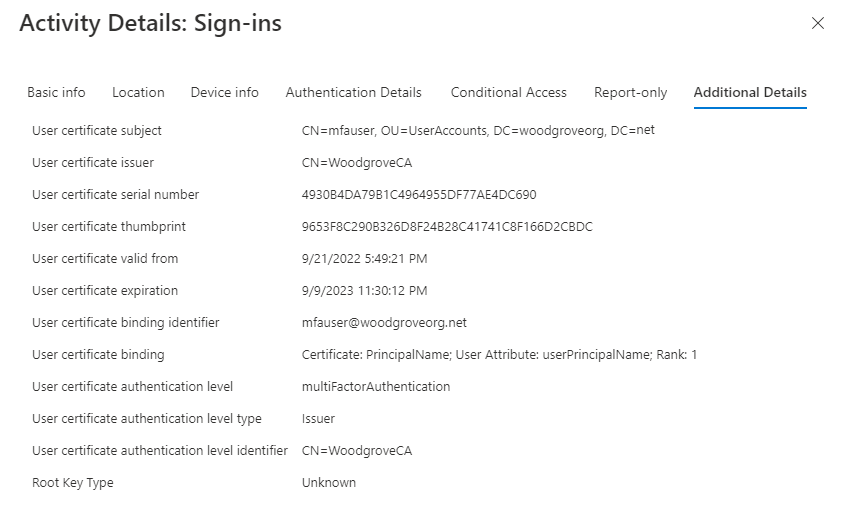 Activity Details: Sign-ins
Basic info Location Device info Authentication Details Conditional Access Report-only Additional Details
User certificate subject CN=mfauser, OU=UserAccounts, DC=woodgroveorg, DC=net
User certificate issuer CN=WoodgroveCA
User certificate serial number 4930B4DA79B1C4964955DF77AE4DC690
User certificate thumbprint 9653F8C290B326D8F24B28C41741C8F166D2CBDC
User certificate valid from 9/21/2022 5:49:21 PM
User certificate expiration 9/9/2023 11:30:12 PM
User certificate binding identifier mfauser@woodgroveorg.net
User certificate binding Certificate: PrincipalName; User Attribute: userPrincipalName; Rank: 1
User certificate authentication level multiFactorAuthentication
User certificate authentication level type Issuer
User certificate authentication level identifier CN=WoodgroveCA
Root Key Type Unknown